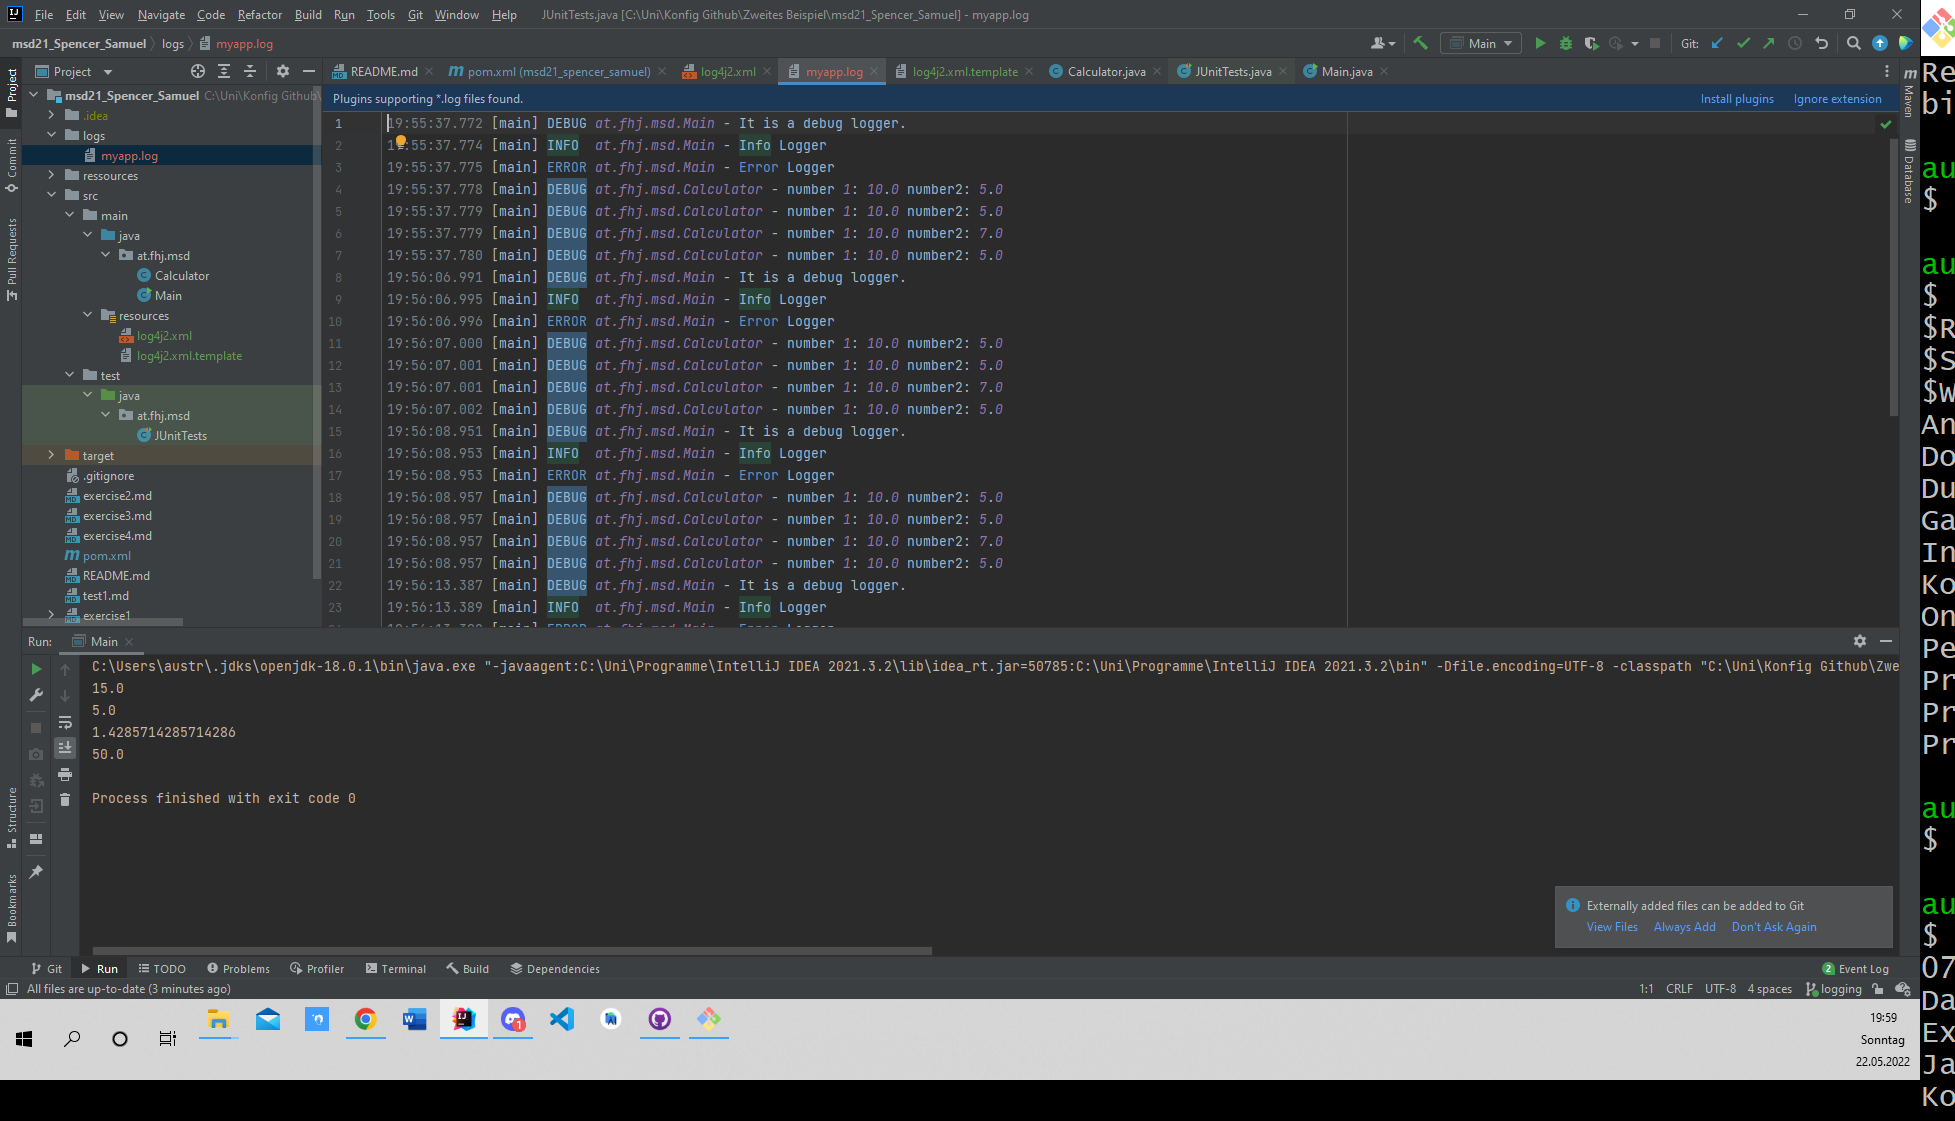 File Edit View Navigate Code Refactor Build Run Tools Git Window Help JUnitTests.java [C:\Uni\Konfig Github\Zweites Beispiel\msd21_Spencer_Samuel] - myapp.log
msd21_Spencer_Samuel logs myapp.log Main Git:
Project README.md pom.xml (msd21_spencer_samuel) log4j2.xml myapp.log log4j2.xml.template Calculator.java JUnitTests.java Main.java
Plugins supporting *.log files found. Install plugins Ignore extension
Project
Commit
Pull Requests
Structure
Bookmarks
Maven
Database
msd21_Spencer_Samuel C:\Uni\Konfig Github\
.idea
logs
myapp.log
ressources
src
main
java
at.fhj.msd
Calculator
Main
resources
log4j2.xml
log4j2.xml.template
test
java
at.fhj.msd
JUnitTests
target
.gitignore
exercise2.md
exercise3.md
exercise4.md
pom.xml
README.md
test1.md
exercise1
1 19:55:37.772 [main] DEBUG at.fhj.msd.Main - It is a debug logger.
2 19:55:37.774 [main] INFO  at.fhj.msd.Main - Info Logger
3 19:55:37.775 [main] ERROR at.fhj.msd.Main - Error Logger
4 19:55:37.778 [main] DEBUG at.fhj.msd.Calculator - number 1: 10.0 number2: 5.0
5 19:55:37.779 [main] DEBUG at.fhj.msd.Calculator - number 1: 10.0 number2: 5.0
6 19:55:37.779 [main] DEBUG at.fhj.msd.Calculator - number 1: 10.0 number2: 7.0
7 19:55:37.780 [main] DEBUG at.fhj.msd.Calculator - number 1: 10.0 number2: 5.0
8 19:56:06.991 [main] DEBUG at.fhj.msd.Main - It is a debug logger.
9 19:56:06.995 [main] INFO  at.fhj.msd.Main - Info Logger
10 19:56:06.996 [main] ERROR at.fhj.msd.Main - Error Logger
11 19:56:07.000 [main] DEBUG at.fhj.msd.Calculator - number 1: 10.0 number2: 5.0
12 19:56:07.001 [main] DEBUG at.fhj.msd.Calculator - number 1: 10.0 number2: 5.0
13 19:56:07.001 [main] DEBUG at.fhj.msd.Calculator - number 1: 10.0 number2: 7.0
14 19:56:07.002 [main] DEBUG at.fhj.msd.Calculator - number 1: 10.0 number2: 5.0
15 19:56:08.951 [main] DEBUG at.fhj.msd.Main - It is a debug logger.
16 19:56:08.953 [main] INFO  at.fhj.msd.Main - Info Logger
17 19:56:08.953 [main] ERROR at.fhj.msd.Main - Error Logger
18 19:56:08.957 [main] DEBUG at.fhj.msd.Calculator - number 1: 10.0 number2: 5.0
19 19:56:08.957 [main] DEBUG at.fhj.msd.Calculator - number 1: 10.0 number2: 5.0
20 19:56:08.957 [main] DEBUG at.fhj.msd.Calculator - number 1: 10.0 number2: 7.0
21 19:56:08.957 [main] DEBUG at.fhj.msd.Calculator - number 1: 10.0 number2: 5.0
22 19:56:13.387 [main] DEBUG at.fhj.msd.Main - It is a debug logger.
23 19:56:13.389 [main] INFO  at.fhj.msd.Main - Info Logger
Run: Main
C:\Users\austr\.jdks\openjdk-18.0.1\bin\java.exe "-javaagent:C:\Uni\Programme\IntelliJ IDEA 2021.3.2\lib\idea_rt.jar=50785:C:\Uni\Programme\IntelliJ IDEA 2021.3.2\bin" -Dfile.encoding=UTF-8 -classpath "C:\Uni\Konfig Github\Zwe
15.0
5.0
1.4285714285714286
50.0
Process finished with exit code 0
Externally added files can be added to Git
View Files Always Add Don't Ask Again
Git Run TODO Problems Profiler Terminal Build Dependencies 2 Event Log
All files are up-to-date (3 minutes ago) 1:1 CRLF UTF-8 4 spaces logging
1
19:59
Sonntag
22.05.2022
Re
bi
au
$
au
$
$R
$S
$W
An
Do
Du
Ga
In
Ko
On
Pe
Pr
Pr
Pr
au
$
au
$
07
Da
Ex
Ja
Ko